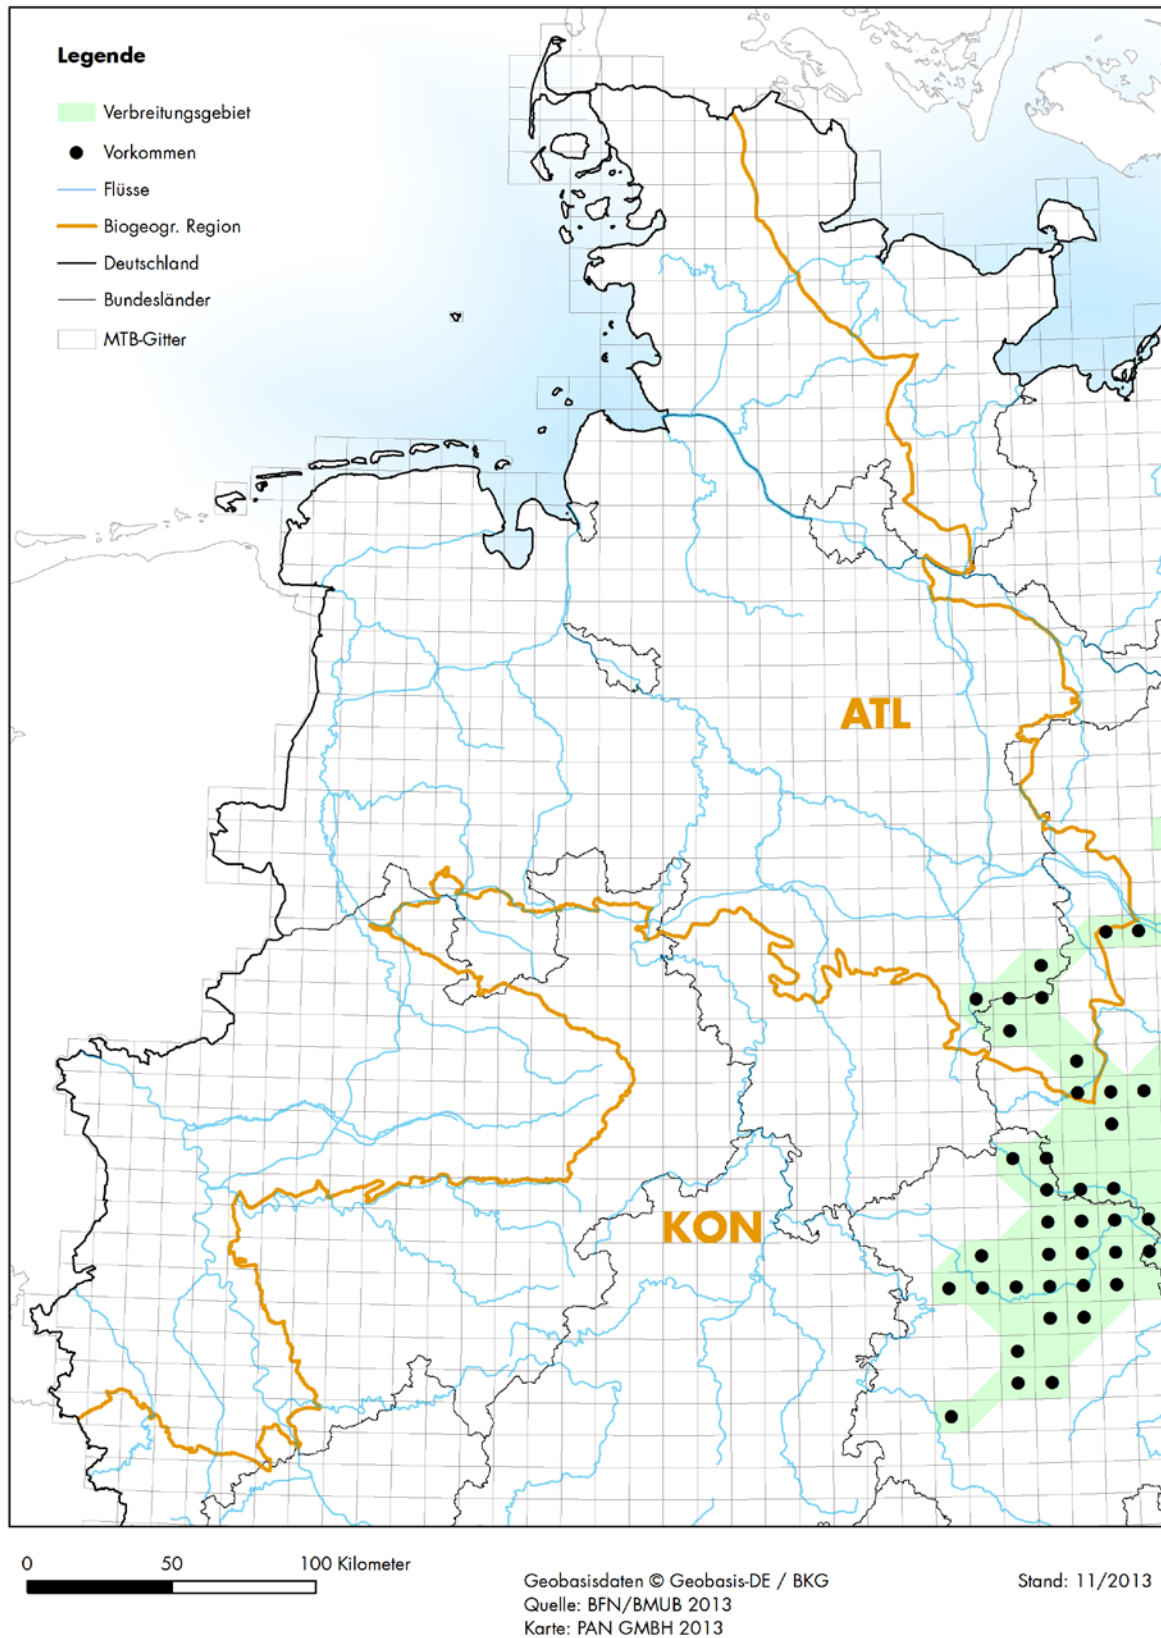 Legende
Verbreitungsgebiet
Vorkommen
Flüsse
Biogeogr. Region
Deutschland
Bundesländer
MTB-Gitter
ATL
KON
0 50 100 Kilometer
Geobasisdaten © Geobasis-DE / BKG
Quelle: BFN/BMUB 2013
Karte: PAN GMBH 2013
Stand: 11/2013